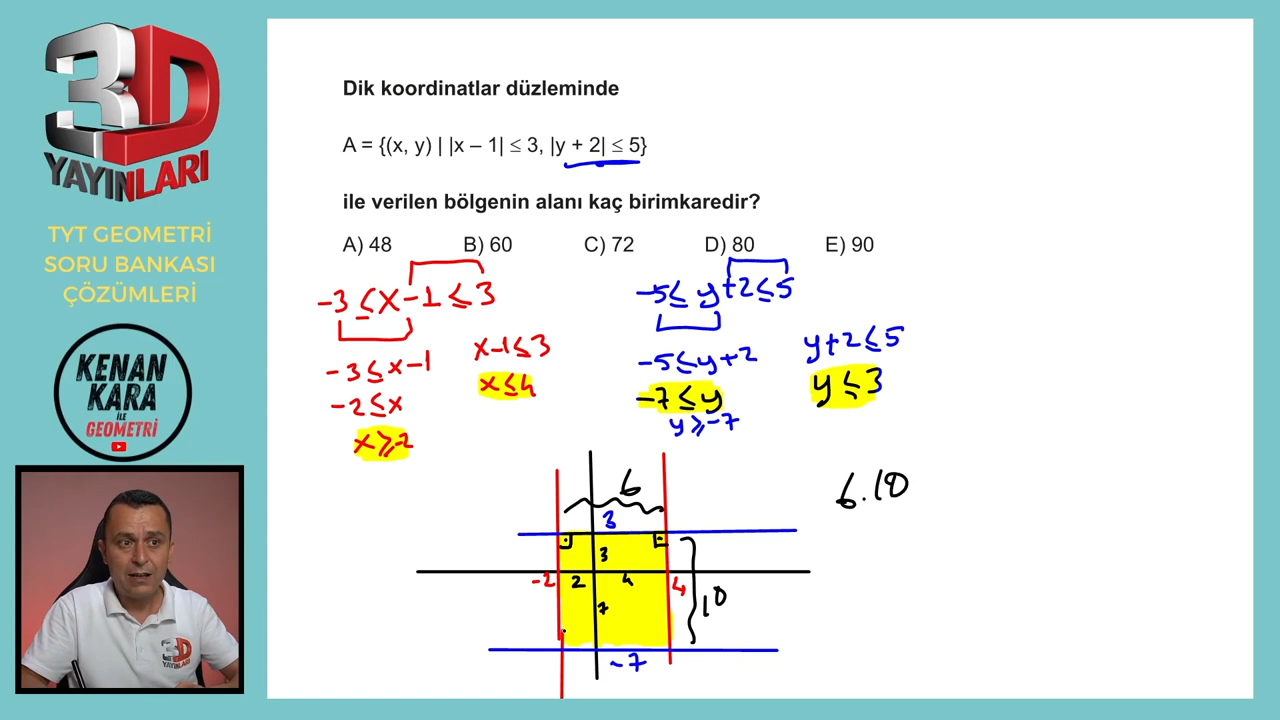 3D
YAYINLARI
TYT GEOMETRİ
SORU BANKASI
ÇÖZÜMLERİ
KENAN
KARA
İLE
GEOMETRİ
3D
YAYINLARI
Dik koordinatlar düzleminde
A = {(x, y) | |x – 1| ≤ 3, |y + 2| ≤ 5}
ile verilen bölgenin alanı kaç birimkaredir?
A) 48 B) 60 C) 72 D) 80 E) 90
-3 ≤ x -1 ≤ 3
-3 ≤ x -1
-2 ≤ x
x ≥ -2
x -1 ≤ 3
x ≤ 4
-5 ≤ y +2 ≤ 5
-5 ≤ y +2
-7 ≤ y
y ≥ -7
y +2 ≤ 5
y ≤ 3
6
3
3
-2 2 4 4
7
10
-7
6.10